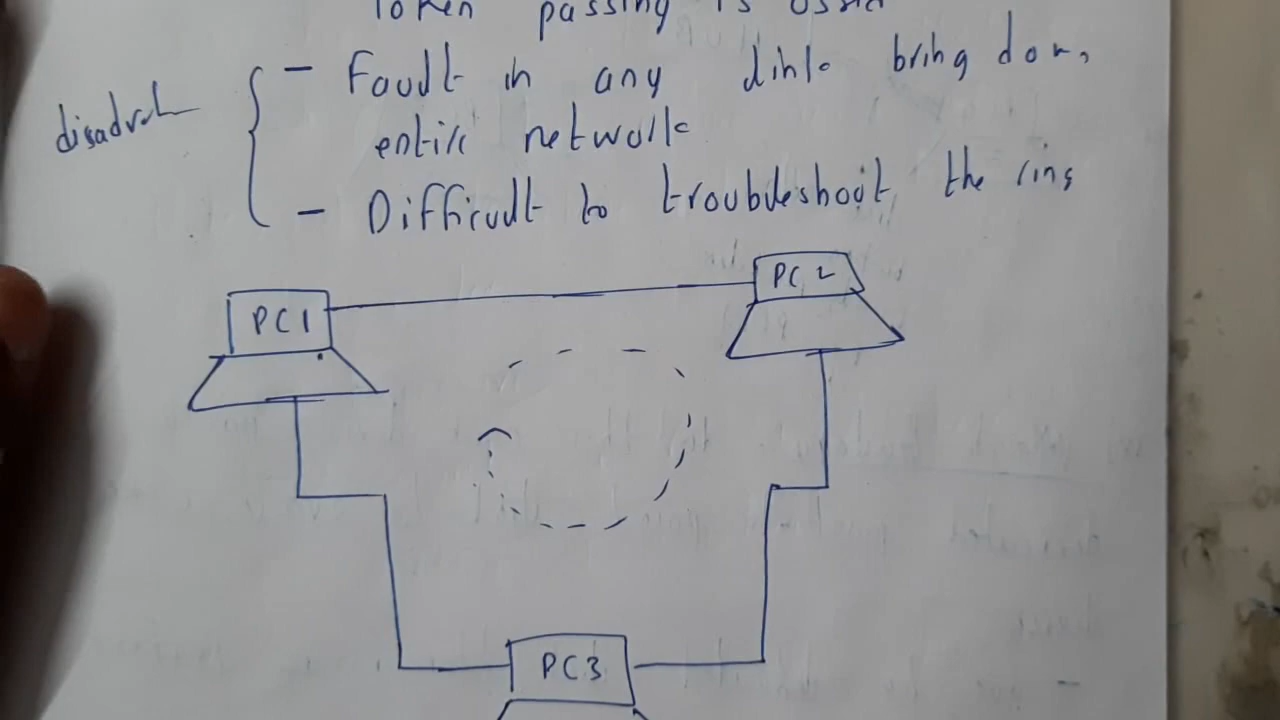 Token passing is
- Fault in any link bring down
disadvan
entire network
- Difficult to troubleshoot the ring
PC1
PC2
PC3